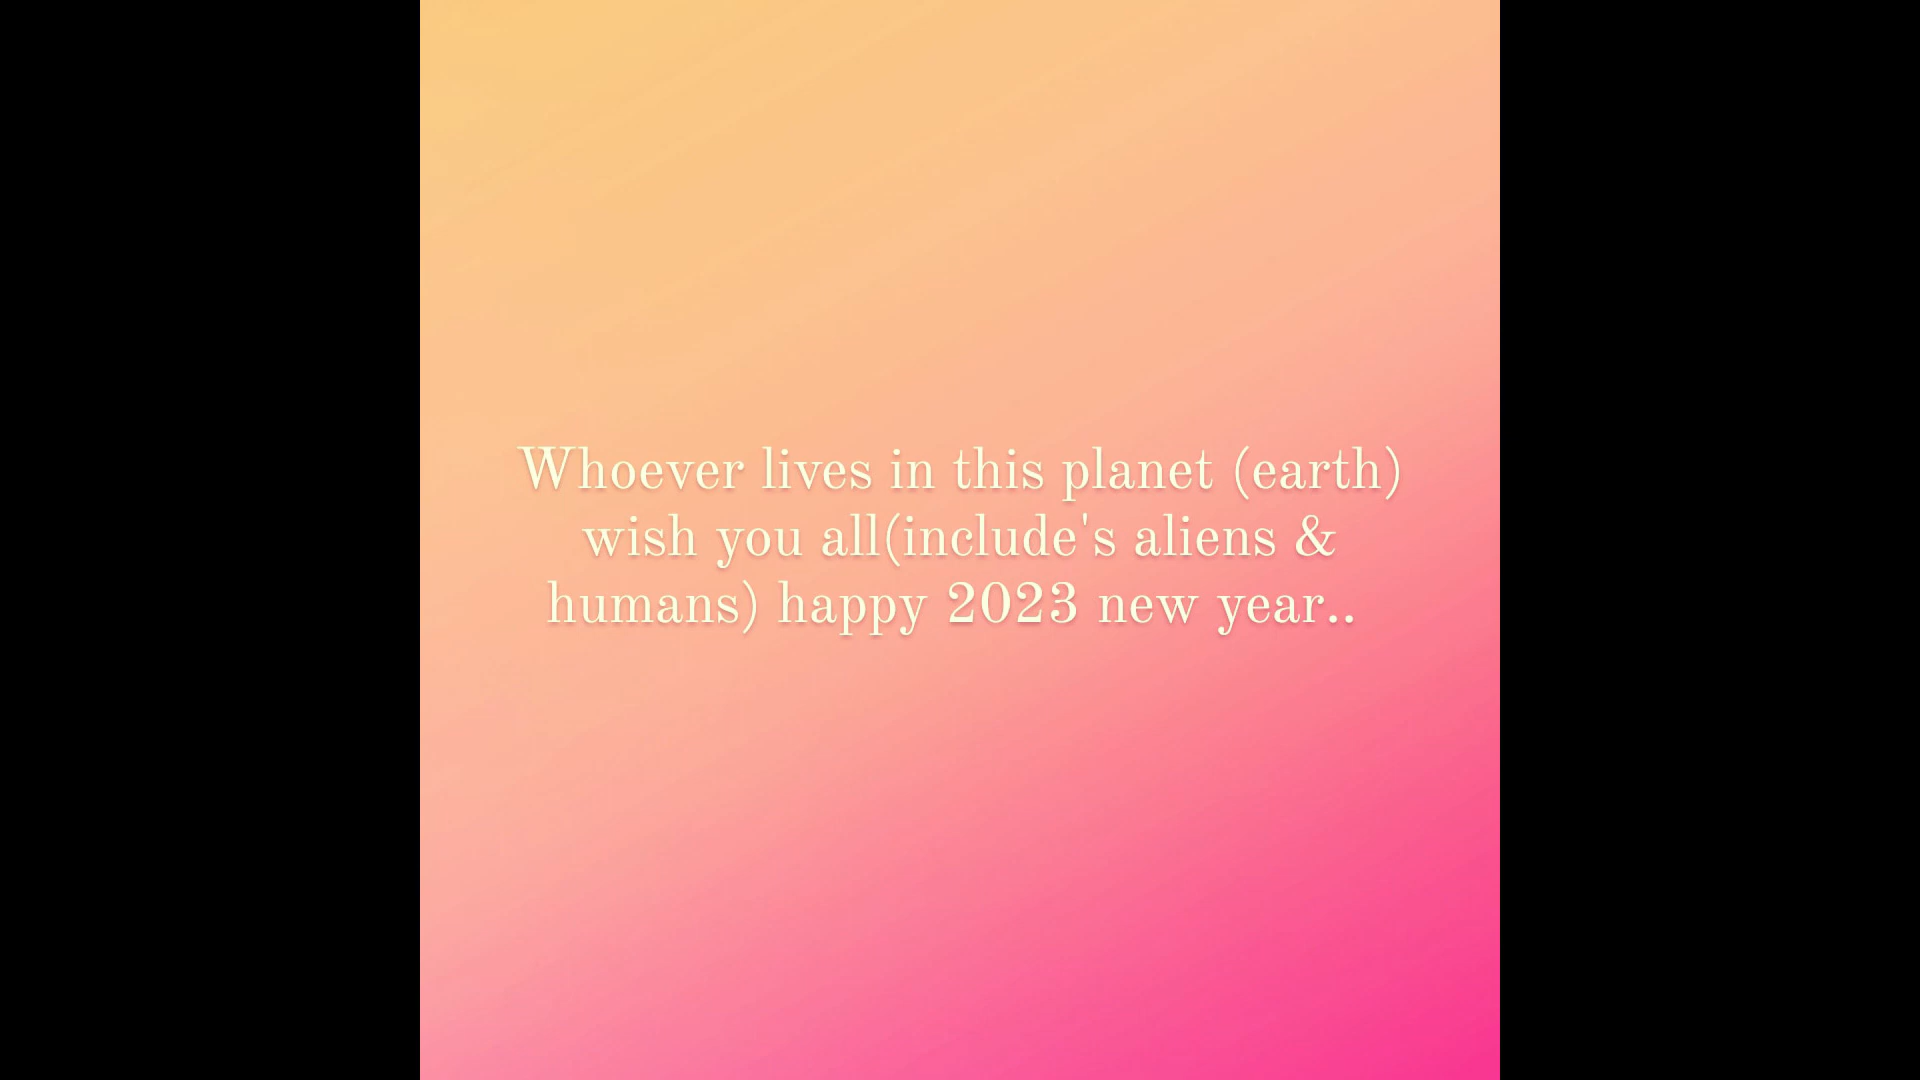 Whoever lives in this planet (earth)
wish you all(include's aliens &
humans) happy 2023 new year..